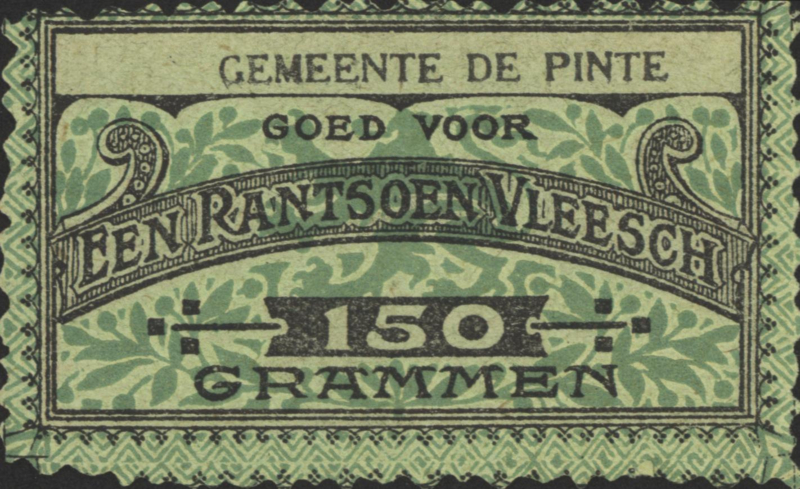 GEMEENTE DE PINTE
GOED VOOR
EEN RANTSOEN VLEESCH
150
GRAMMEN